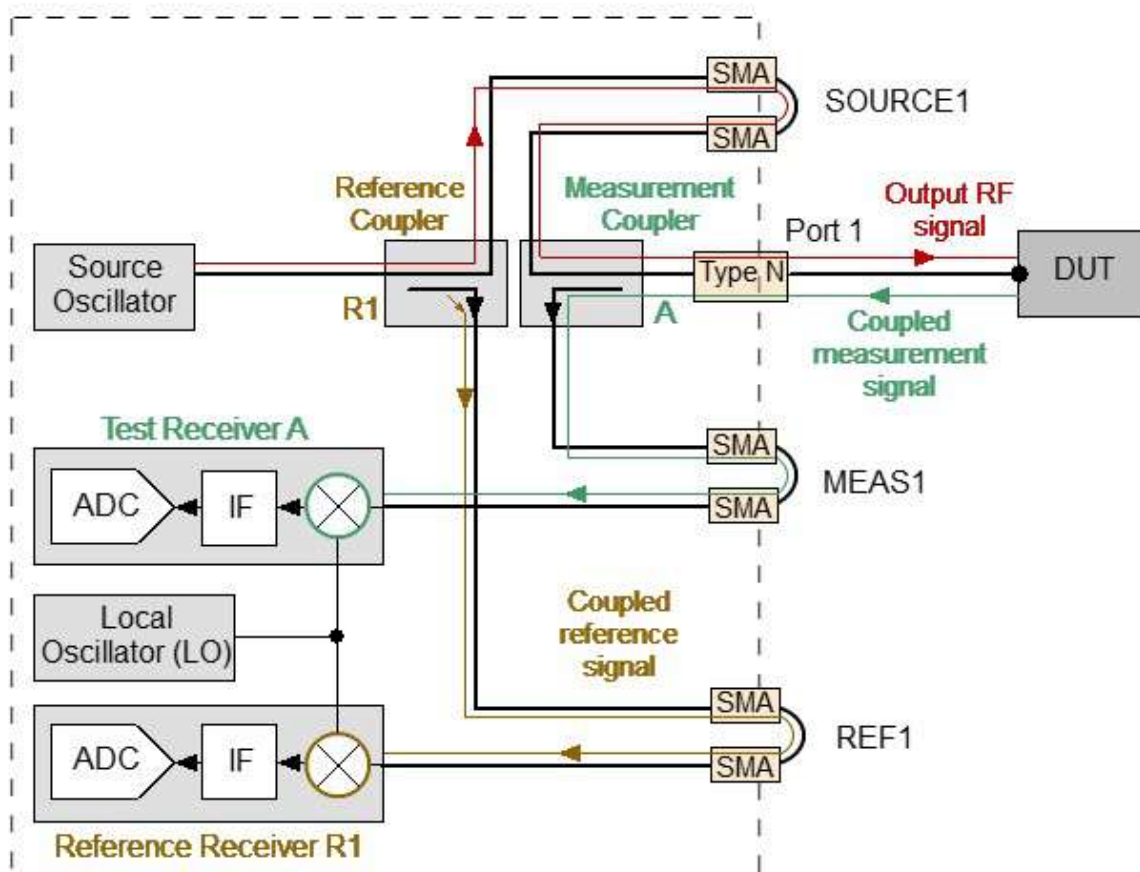 SMA
SOURCE1
SMA
Reference
Coupler
Measurement
Coupler
Output RF
signal
Port 1
Source
Oscillator
Type N
DUT
R1
A
Coupled
measurement
signal
Test Receiver A
SMA
MEAS1
ADC
IF
SMA
Local
Oscillator (LO)
Coupled
reference
signal
SMA
REF1
ADC
IF
SMA
Reference Receiver R1